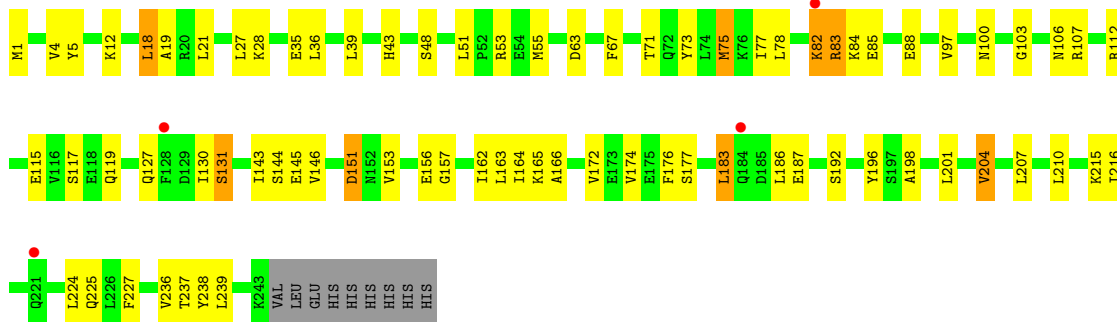 M1 V4 Y5 K12 L18 A19 R20 L21 L27 K28 E35 L36 L39 H43 S48 L51 P52 R53 E54 M55 D63 F67 T71 Q72 Y73 L74 M75 K76 I77 L78 K82 R83 K84 E85 E88 V97 N100 G103 N106 R107 R112
E115 V116 S117 E118 Q119 Q127 F128 D129 I130 S131 I143 S144 E145 V146 D151 N152 V153 E156 G157 I162 L163 I164 K165 A166 V172 E173 V174 E175 F176 S177 L183 Q184 D185 L186 E187 S192 Y196 S197 A198 L201 V204 L207 L210 K215 I216
Q221 L224 Q225 L226 F227 V236 T237 Y238 L239 K243 VAL LEU GLU HIS HIS HIS HIS HIS HIS